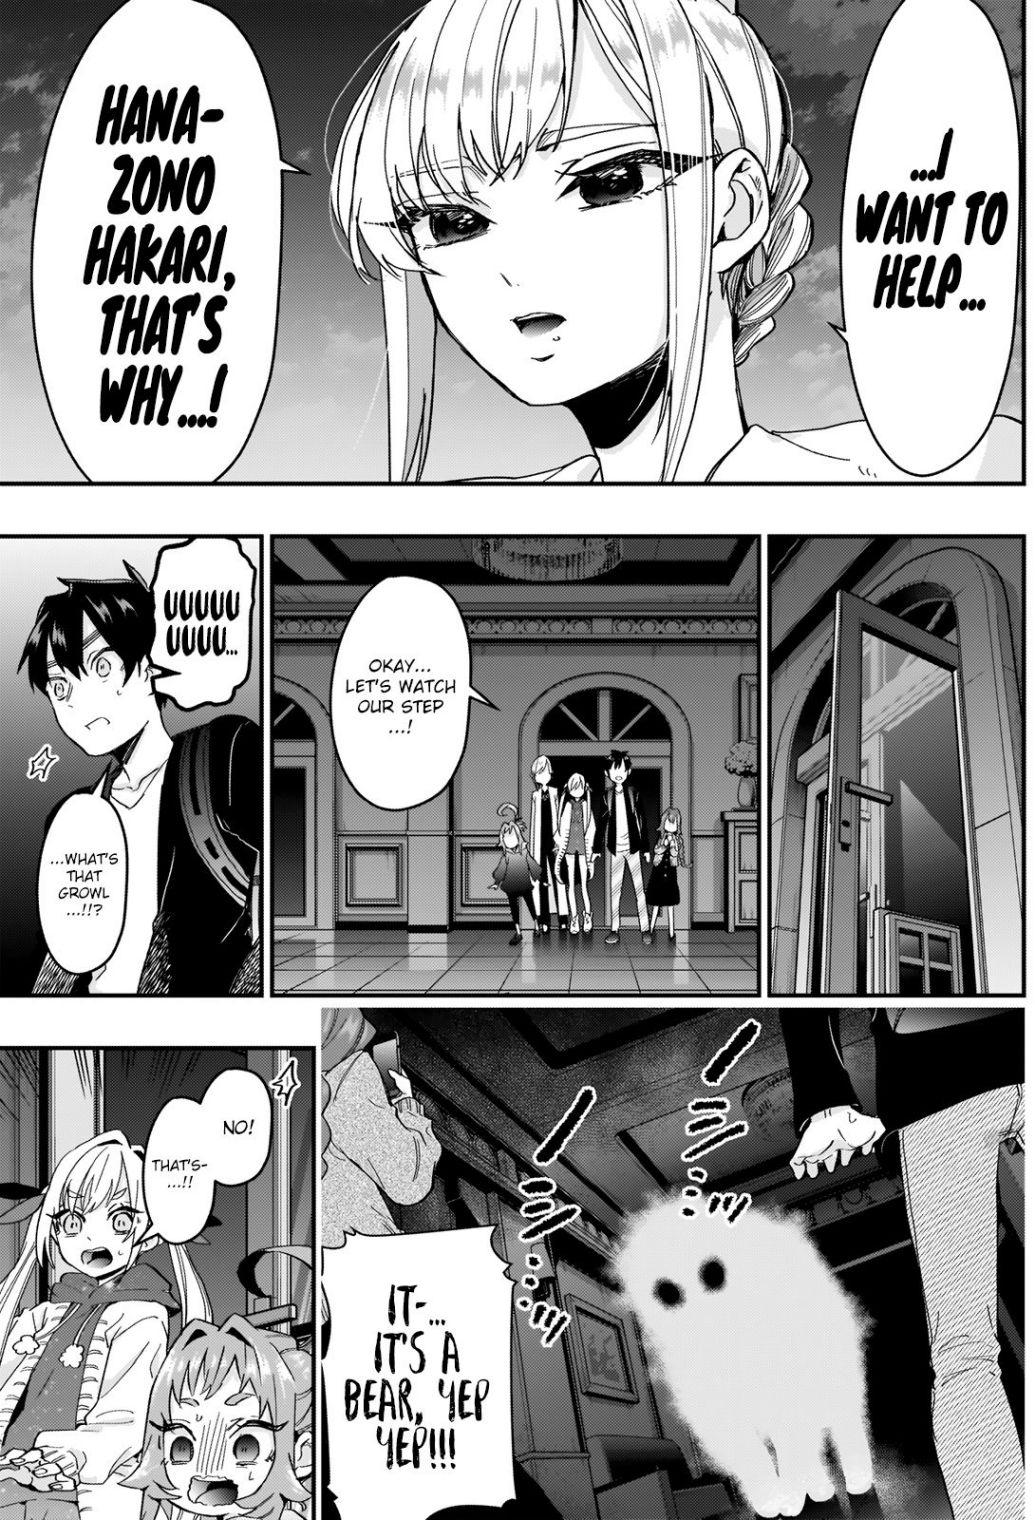 ...I
WANT TO
HELP...
HANA-
ZONO
HAKARI,
THAT'S
WHY....!
OKAY...
LET'S WATCH
OUR STEP
...!
UUUUU
UUUU...
...WHAT'S
THAT
GROWL
...!!?
IT-...
IT'S A
BEAR, YEP
YEP!!!
NO!
THAT'S-
...!!